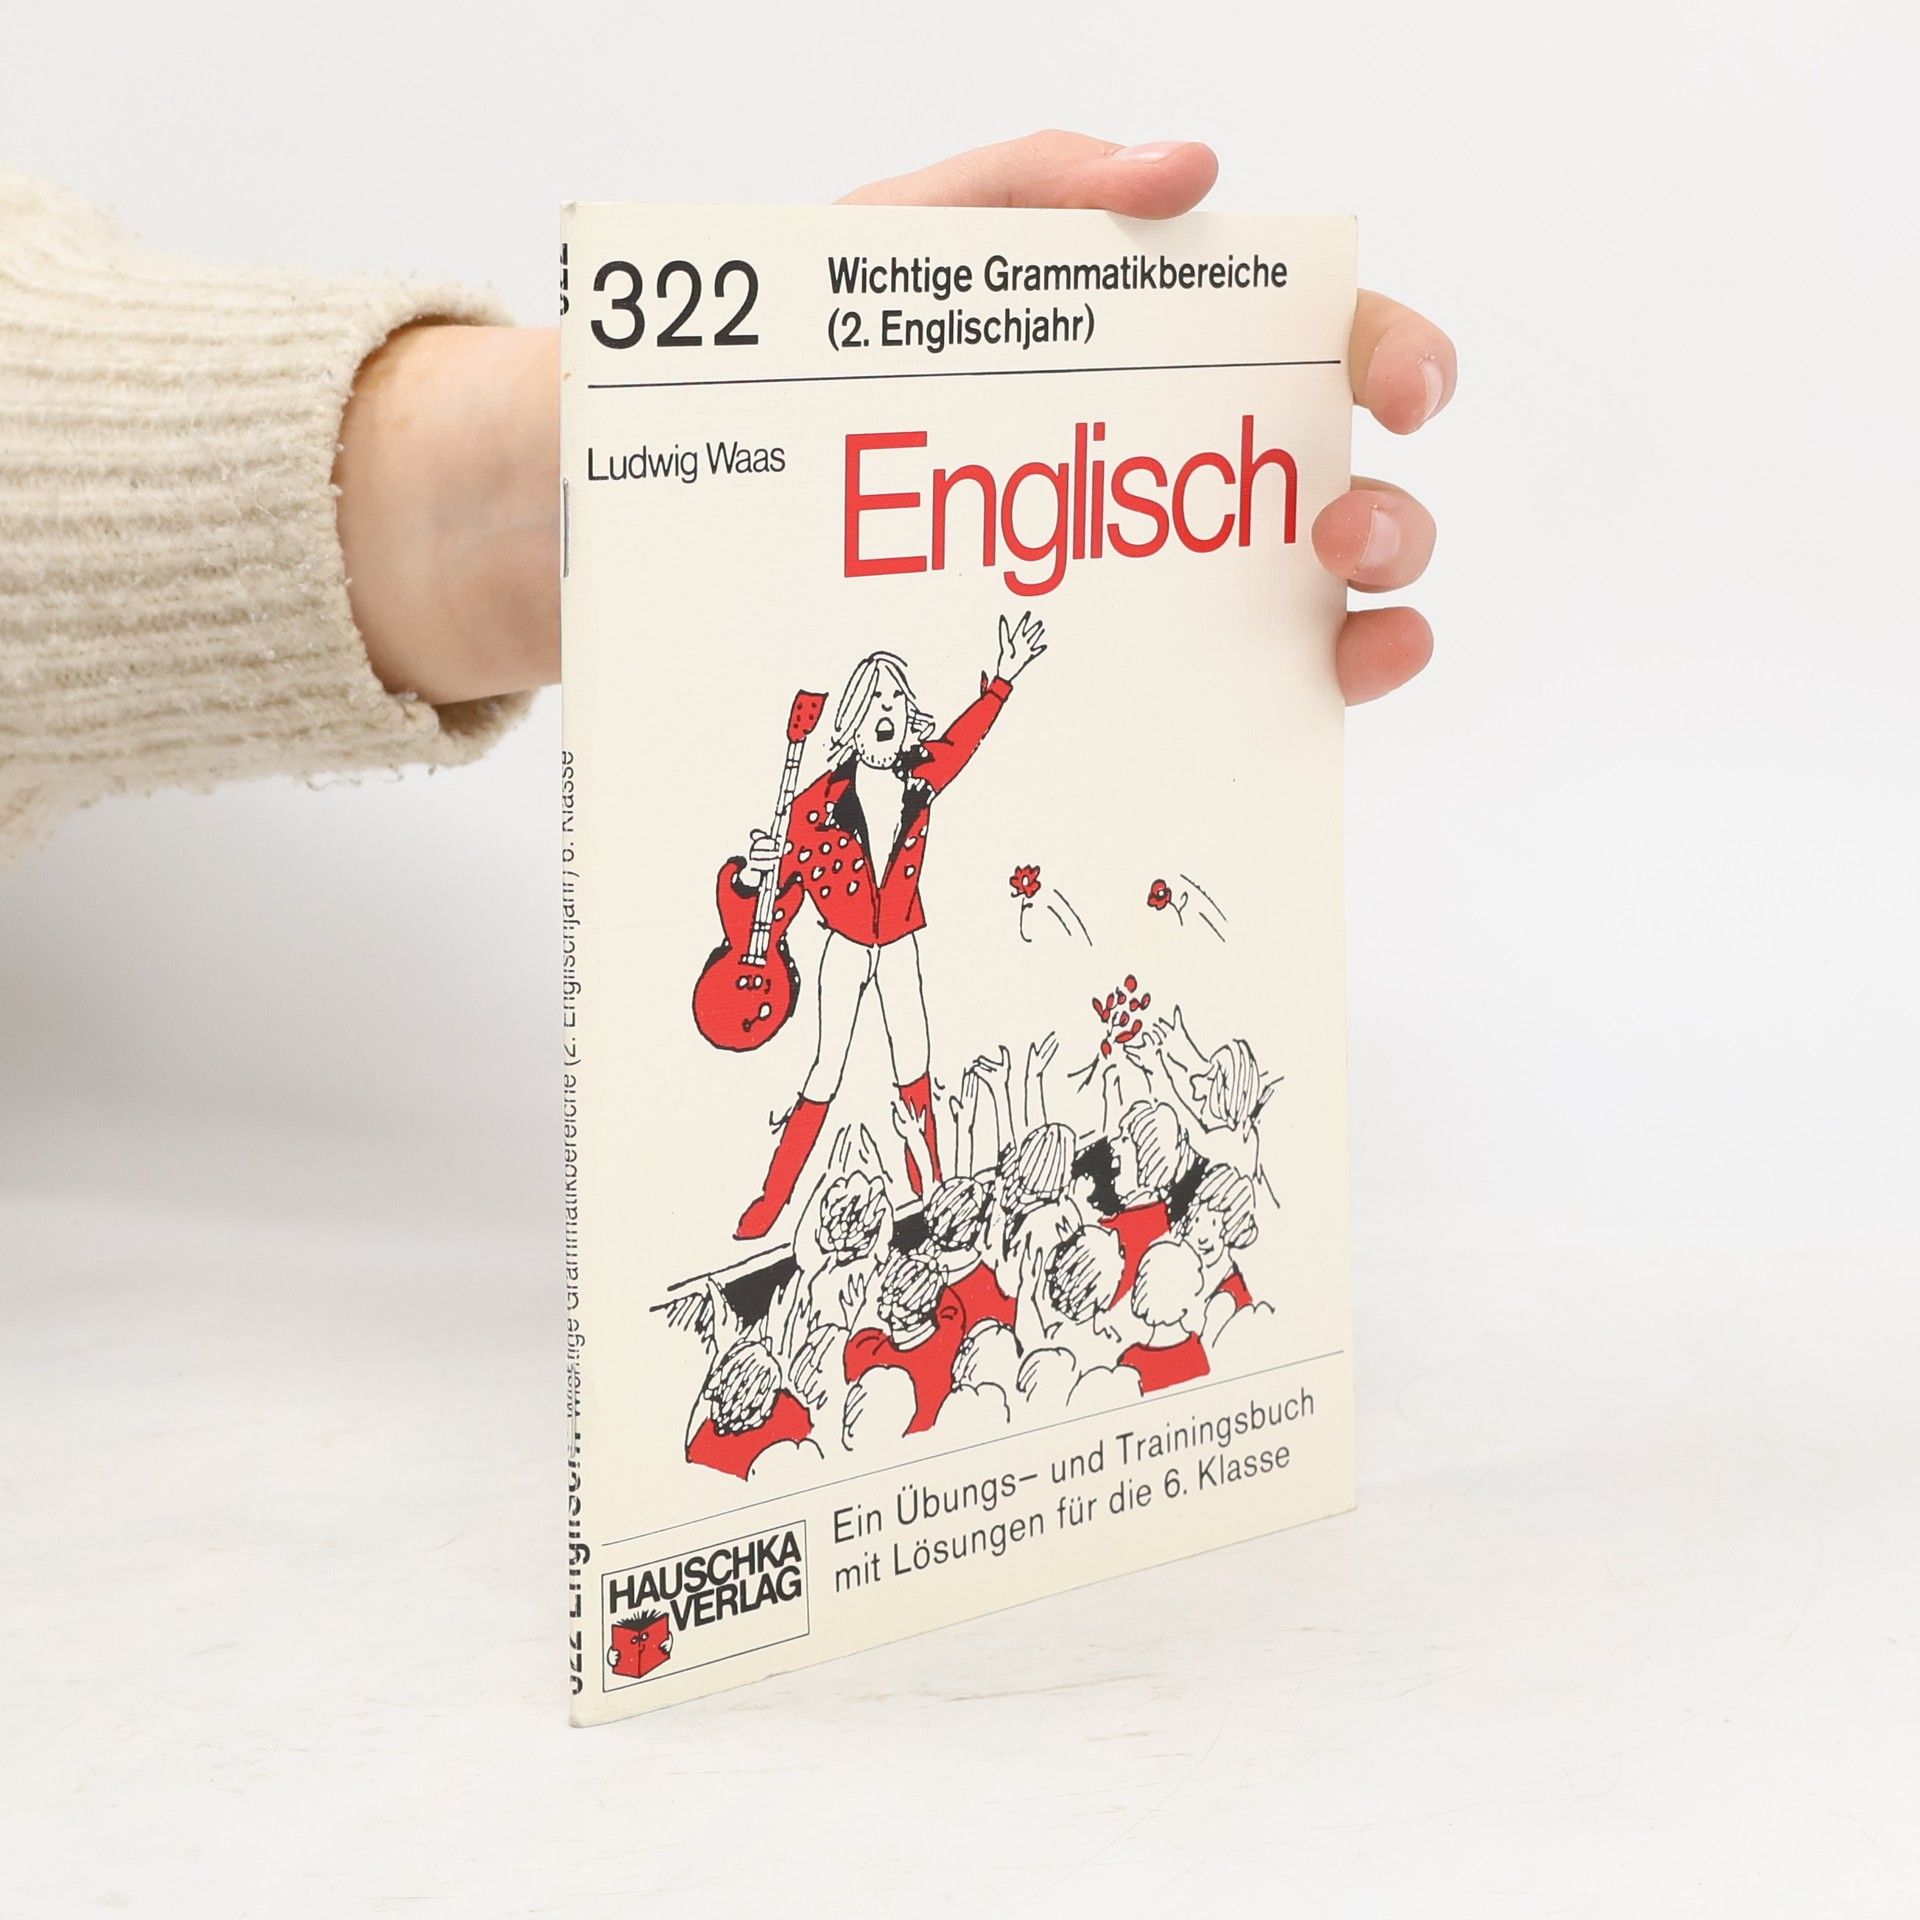 322
Wichtige Grammatikbereiche
(2. Englischjahr)
Ludwig Waas
Englisch
Ein Übungs- und Trainingsbuch
mit Lösungen für die 6. Klasse
HAUSCHKA
VERLAG
322 Englisch Wichtige Grammatikbereiche (2. Englischjahr) 6. Klasse
322